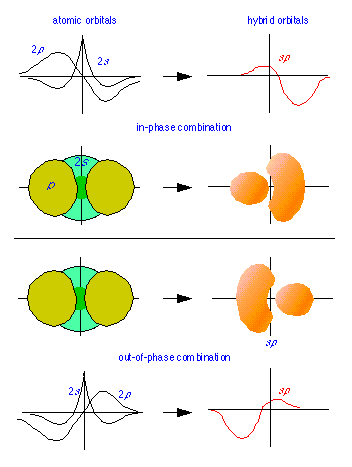 atomic orbitals hybrid orbitals
2p 2s sp
in-phase combination
2s
p
sp
out-of-phase combination
2s 2p sp